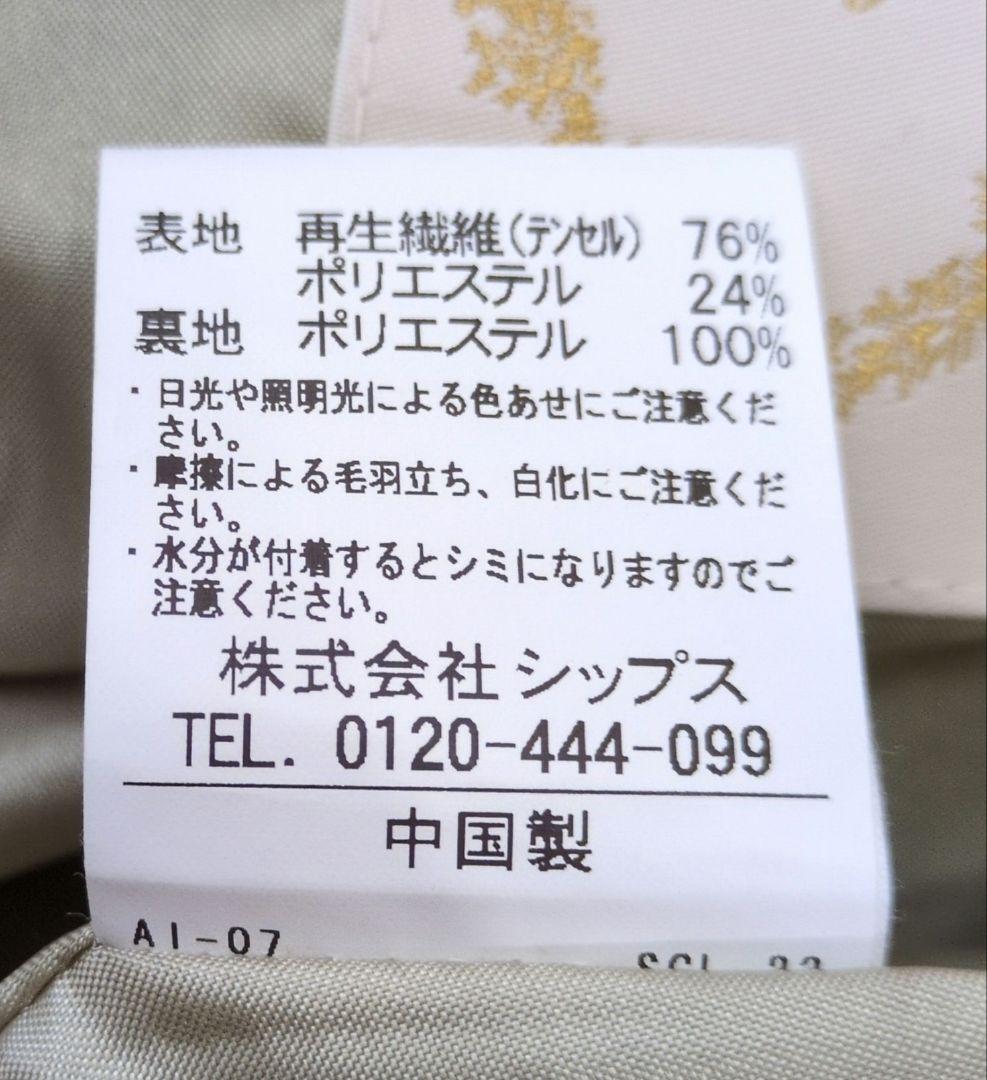 表地 再生繊維(テンセル) 76%
ポリエステル 24%
裏地 ポリエステル 100%
・日光や照明光による色あせにご注意くだ
さい。
・摩擦による毛羽立ち、白化にご注意くだ
さい。
・水分が付着するとシミになりますのでご
注意ください。
株式会社シップス
TEL. 0120-444-099
中国製
AI-07